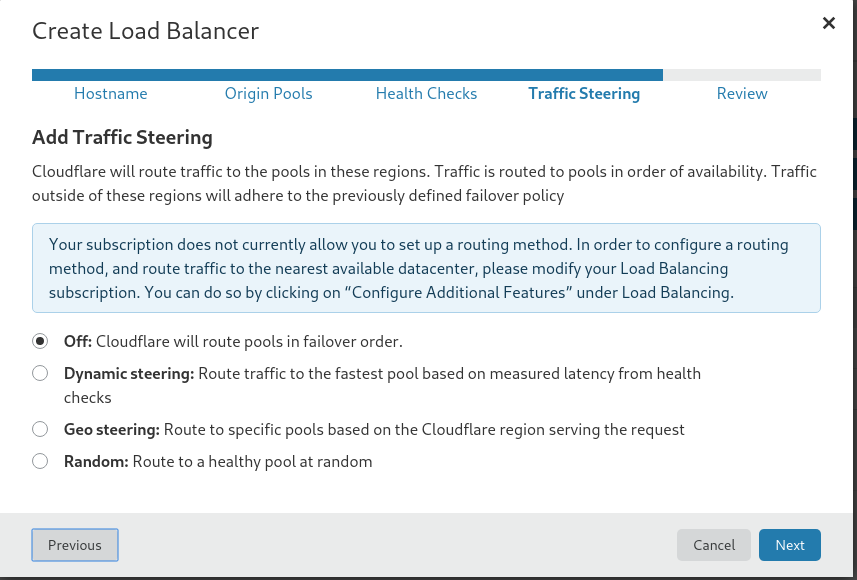 Create Load Balancer
×
Hostname
Origin Pools
Health Checks
Traffic Steering
Review
Add Traffic Steering
Cloudflare will route traffic to the pools in these regions. Traffic is routed to pools in order of availability. Traffic
outside of these regions will adhere to the previously defined failover policy
Your subscription does not currently allow you to set up a routing method. In order to configure a routing
method, and route traffic to the nearest available datacenter, please modify your Load Balancing
subscription. You can do so by clicking on “Configure Additional Features” under Load Balancing.
Off: Cloudflare will route pools in failover order.
Dynamic steering: Route traffic to the fastest pool based on measured latency from health
checks
Geo steering: Route to specific pools based on the Cloudflare region serving the request
Random: Route to a healthy pool at random
Previous
Cancel
Next